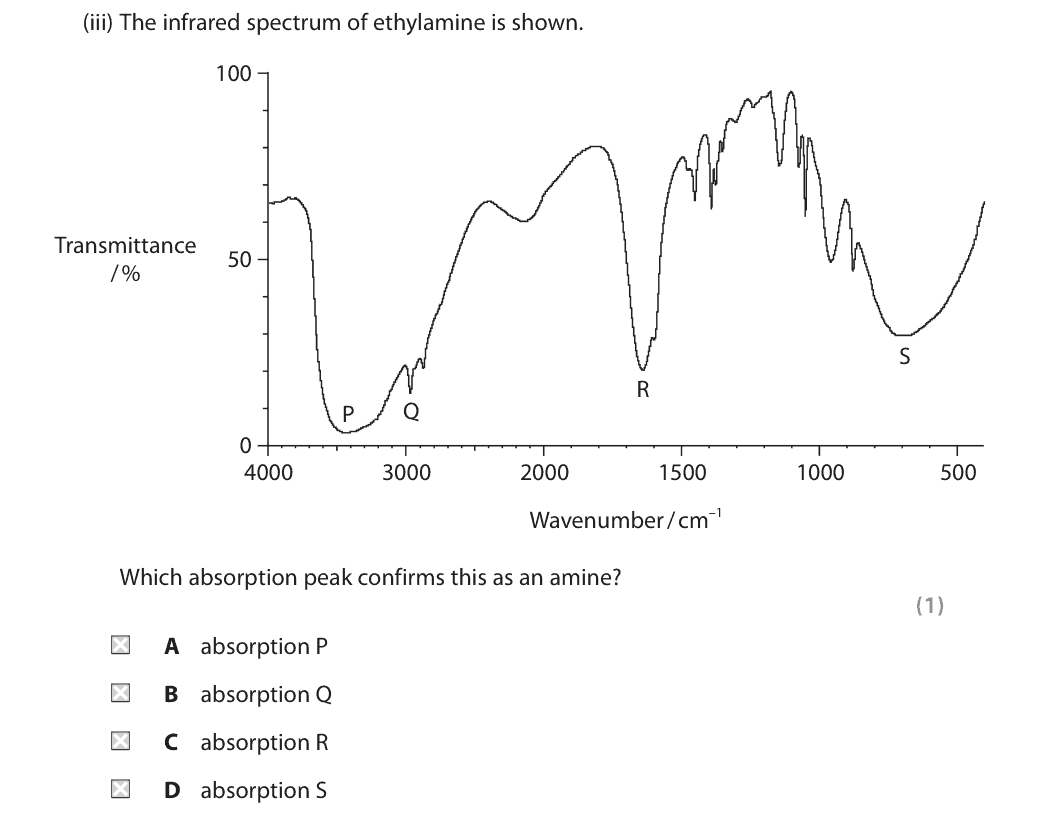 (iii) The infrared spectrum of ethylamine is shown.
100
Transmittance
/ %
50
P
Q
R
S
0
4000 3000 2000 1500 1000 500
Wavenumber / cm⁻¹
Which absorption peak confirms this as an amine?
(1)
A absorption P
B absorption Q
C absorption R
D absorption S